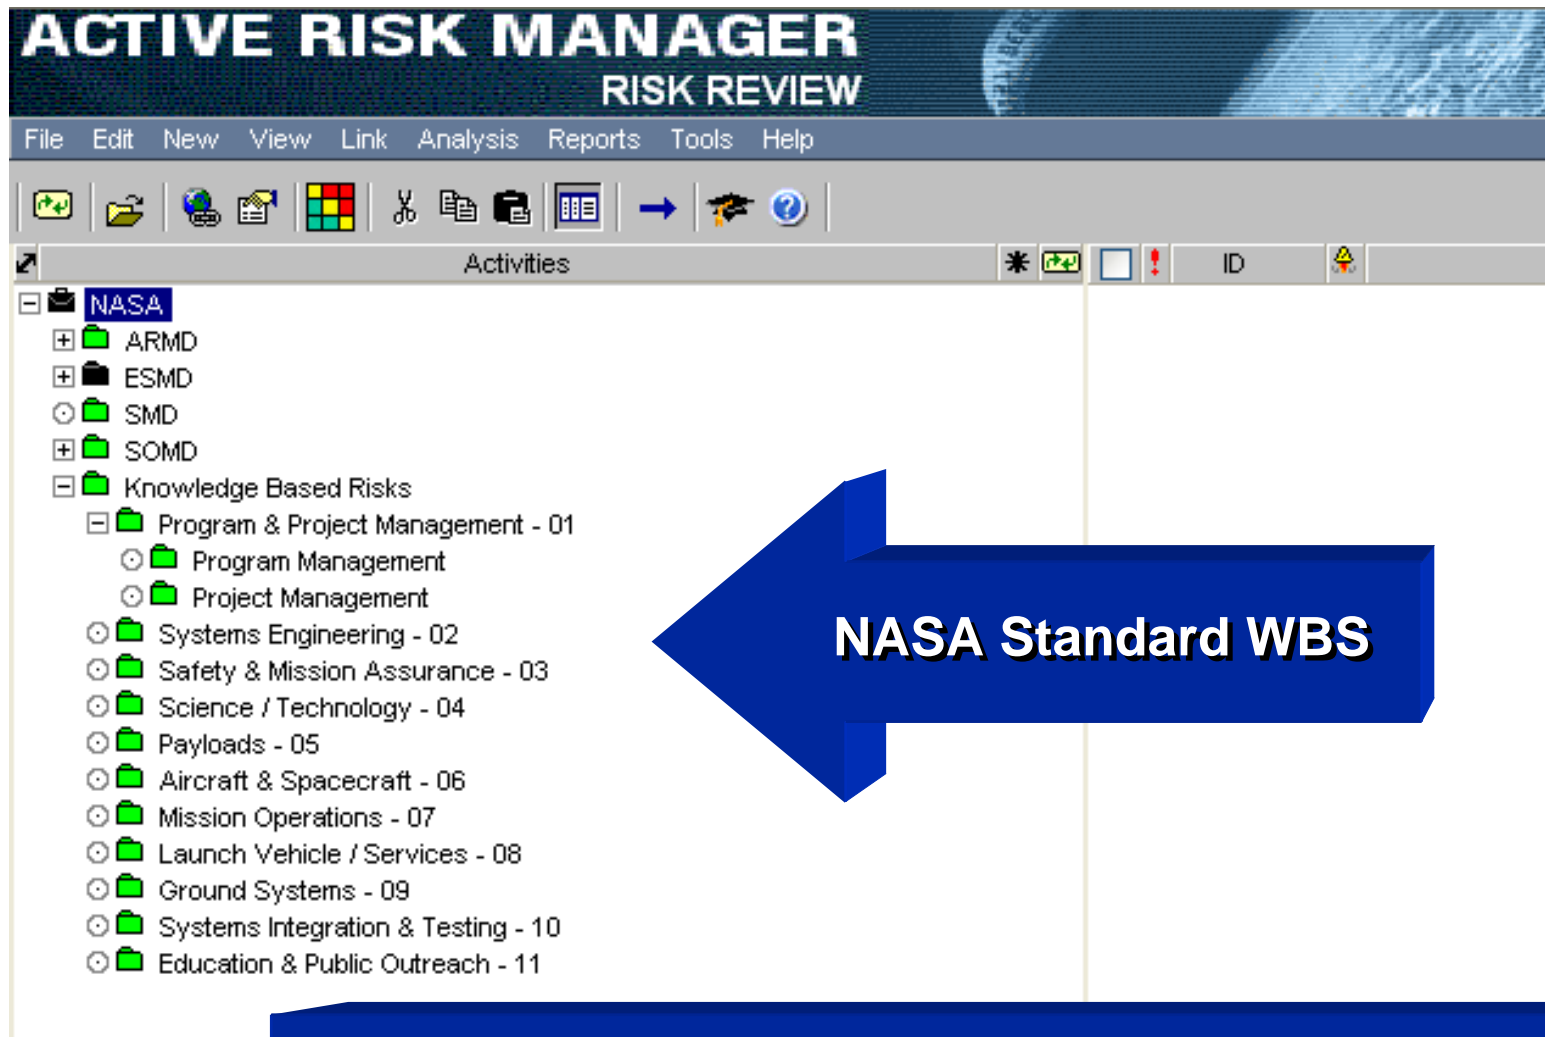 ACTIVE RISK MANAGER
RISK REVIEW
File Edit New View Link Analysis Reports Tools Help
Activities ID
NASA
ARMD
ESMD
SMD
SOMD
Knowledge Based Risks
Program & Project Management - 01
Program Management
Project Management
Systems Engineering - 02
Safety & Mission Assurance - 03
Science / Technology - 04
Payloads - 05
Aircraft & Spacecraft - 06
Mission Operations - 07
Launch Vehicle / Services - 08
Ground Systems - 09
Systems Integration & Testing - 10
Education & Public Outreach - 11
NASA Standard WBS